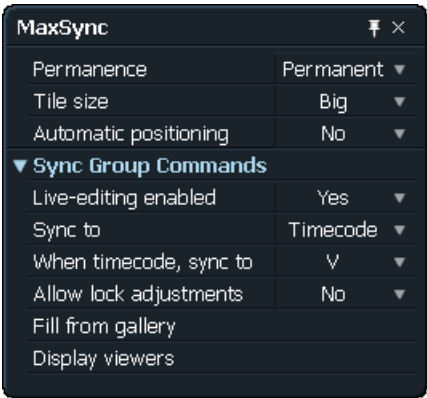 MaxSync
Permanence Permanent
Tile size Big
Automatic positioning No
Sync Group Commands
Live-editing enabled Yes
Sync to Timecode
When timecode, sync to V
Allow lock adjustments No
Fill from gallery
Display viewers